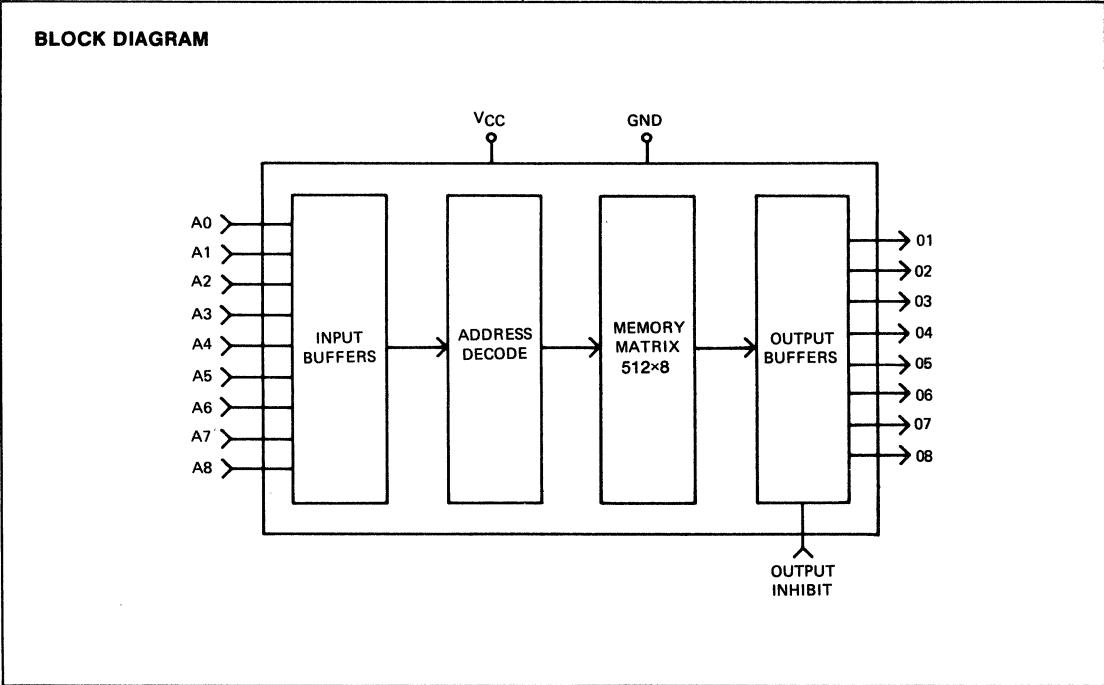 BLOCK DIAGRAM
VCC
GND
A0
A1
A2
A3
A4
A5
A6
A7
A8
INPUT
BUFFERS
ADDRESS
DECODE
MEMORY
MATRIX
512×8
OUTPUT
BUFFERS
01
02
03
04
05
06
07
08
OUTPUT
INHIBIT